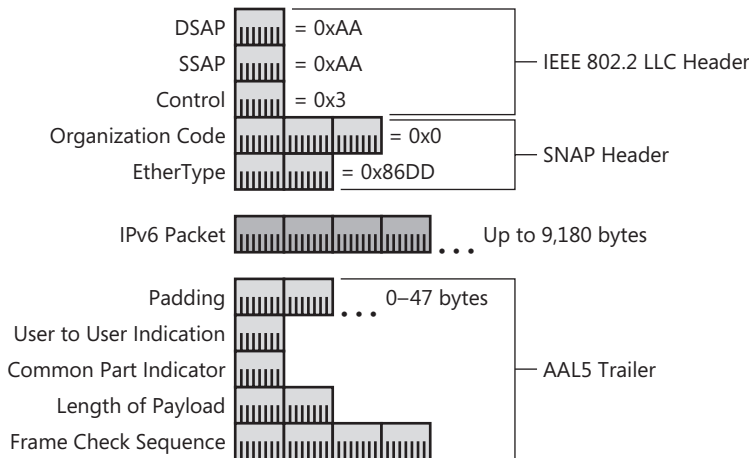 DSAP = 0xAA
SSAP = 0xAA
Control = 0x3
IEEE 802.2 LLC Header
Organization Code = 0x0
EtherType = 0x86DD
SNAP Header
IPv6 Packet ... Up to 9,180 bytes
Padding ... 0–47 bytes
User to User Indication
Common Part Indicator
Length of Payload
Frame Check Sequence
AAL5 Trailer